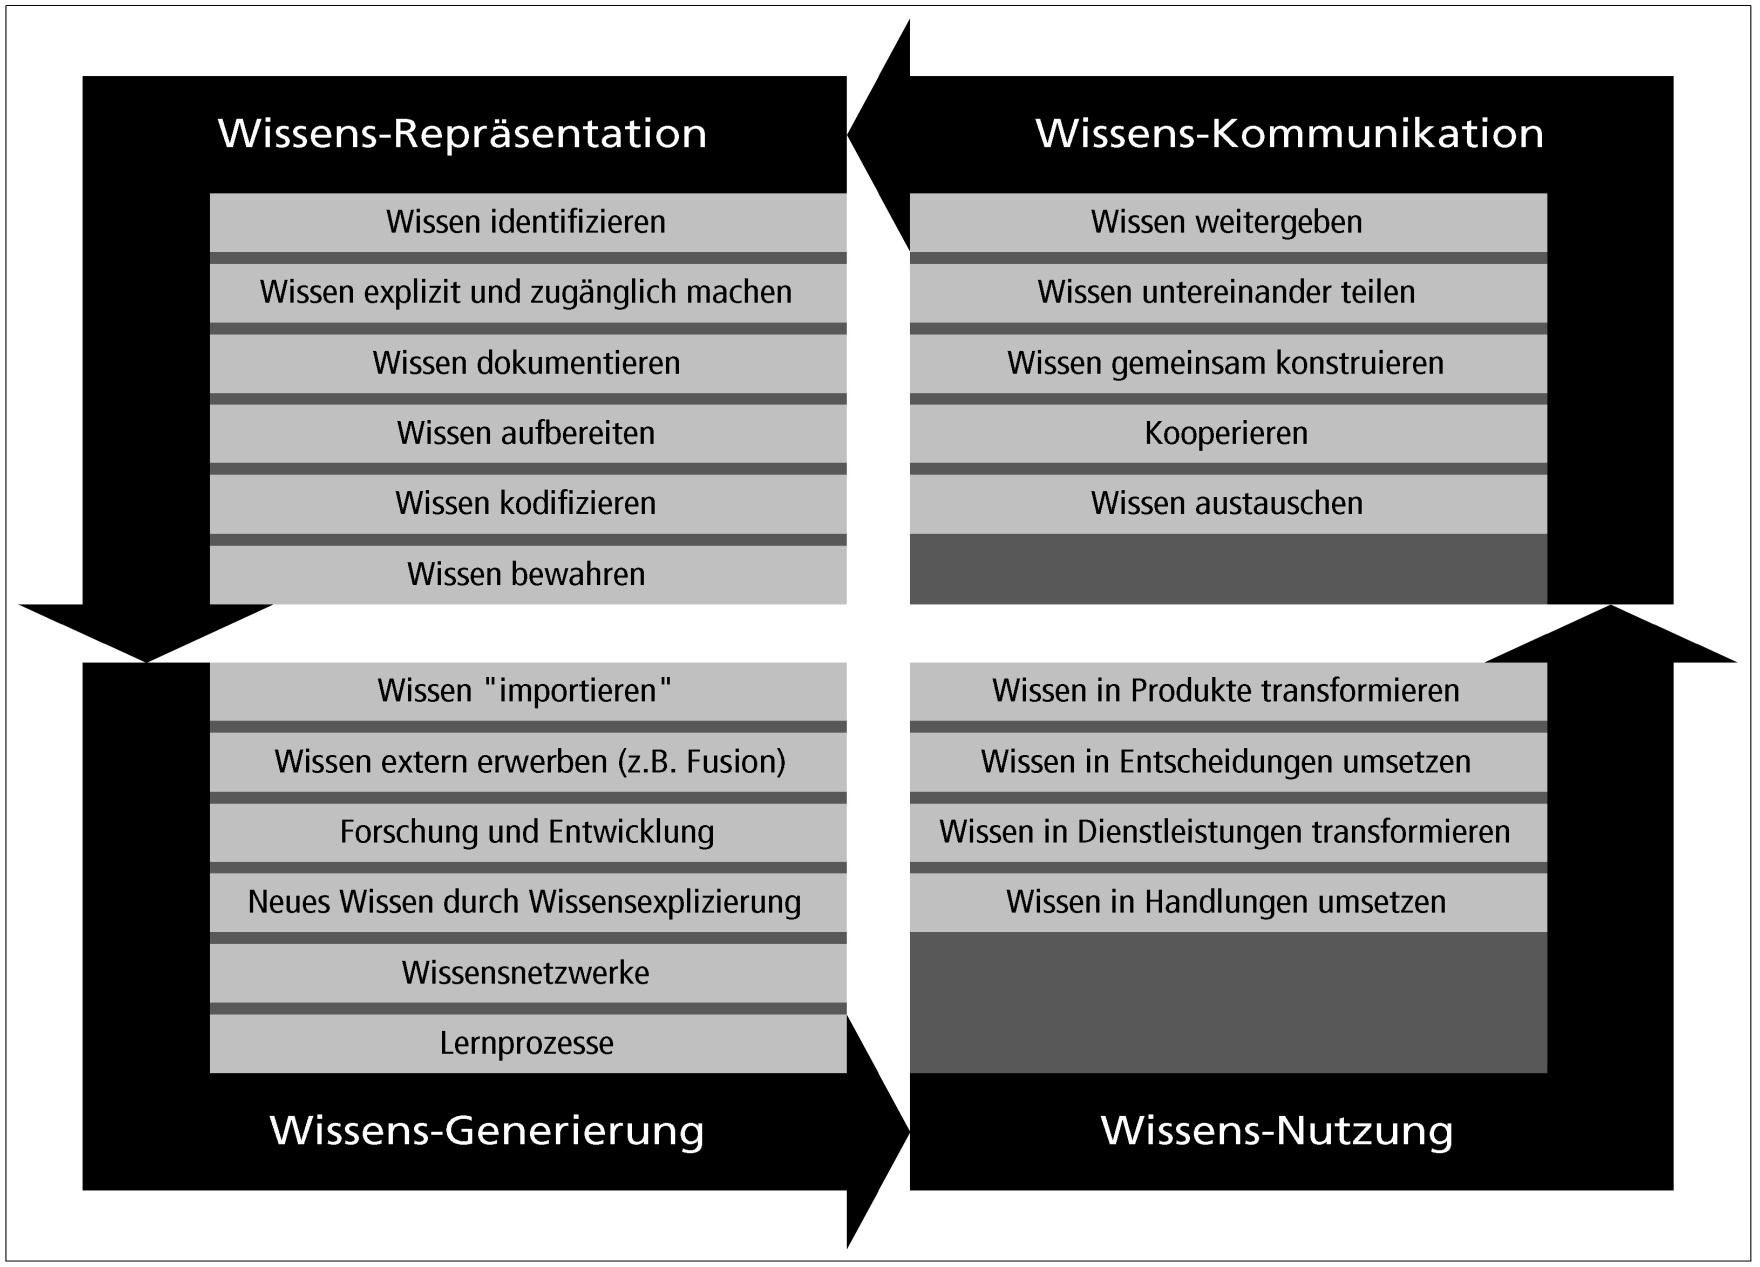 Wissens-Repräsentation
Wissen identifizieren
Wissen explizit und zugänglich machen
Wissen dokumentieren
Wissen aufbereiten
Wissen kodifizieren
Wissen bewahren
Wissens-Kommunikation
Wissen weitergeben
Wissen untereinander teilen
Wissen gemeinsam konstruieren
Kooperieren
Wissen austauschen
Wissen "importieren"
Wissen extern erwerben (z.B. Fusion)
Forschung und Entwicklung
Neues Wissen durch Wissensexplizierung
Wissensnetzwerke
Lernprozesse
Wissens-Generierung
Wissen in Produkte transformieren
Wissen in Entscheidungen umsetzen
Wissen in Dienstleistungen transformieren
Wissen in Handlungen umsetzen
Wissens-Nutzung